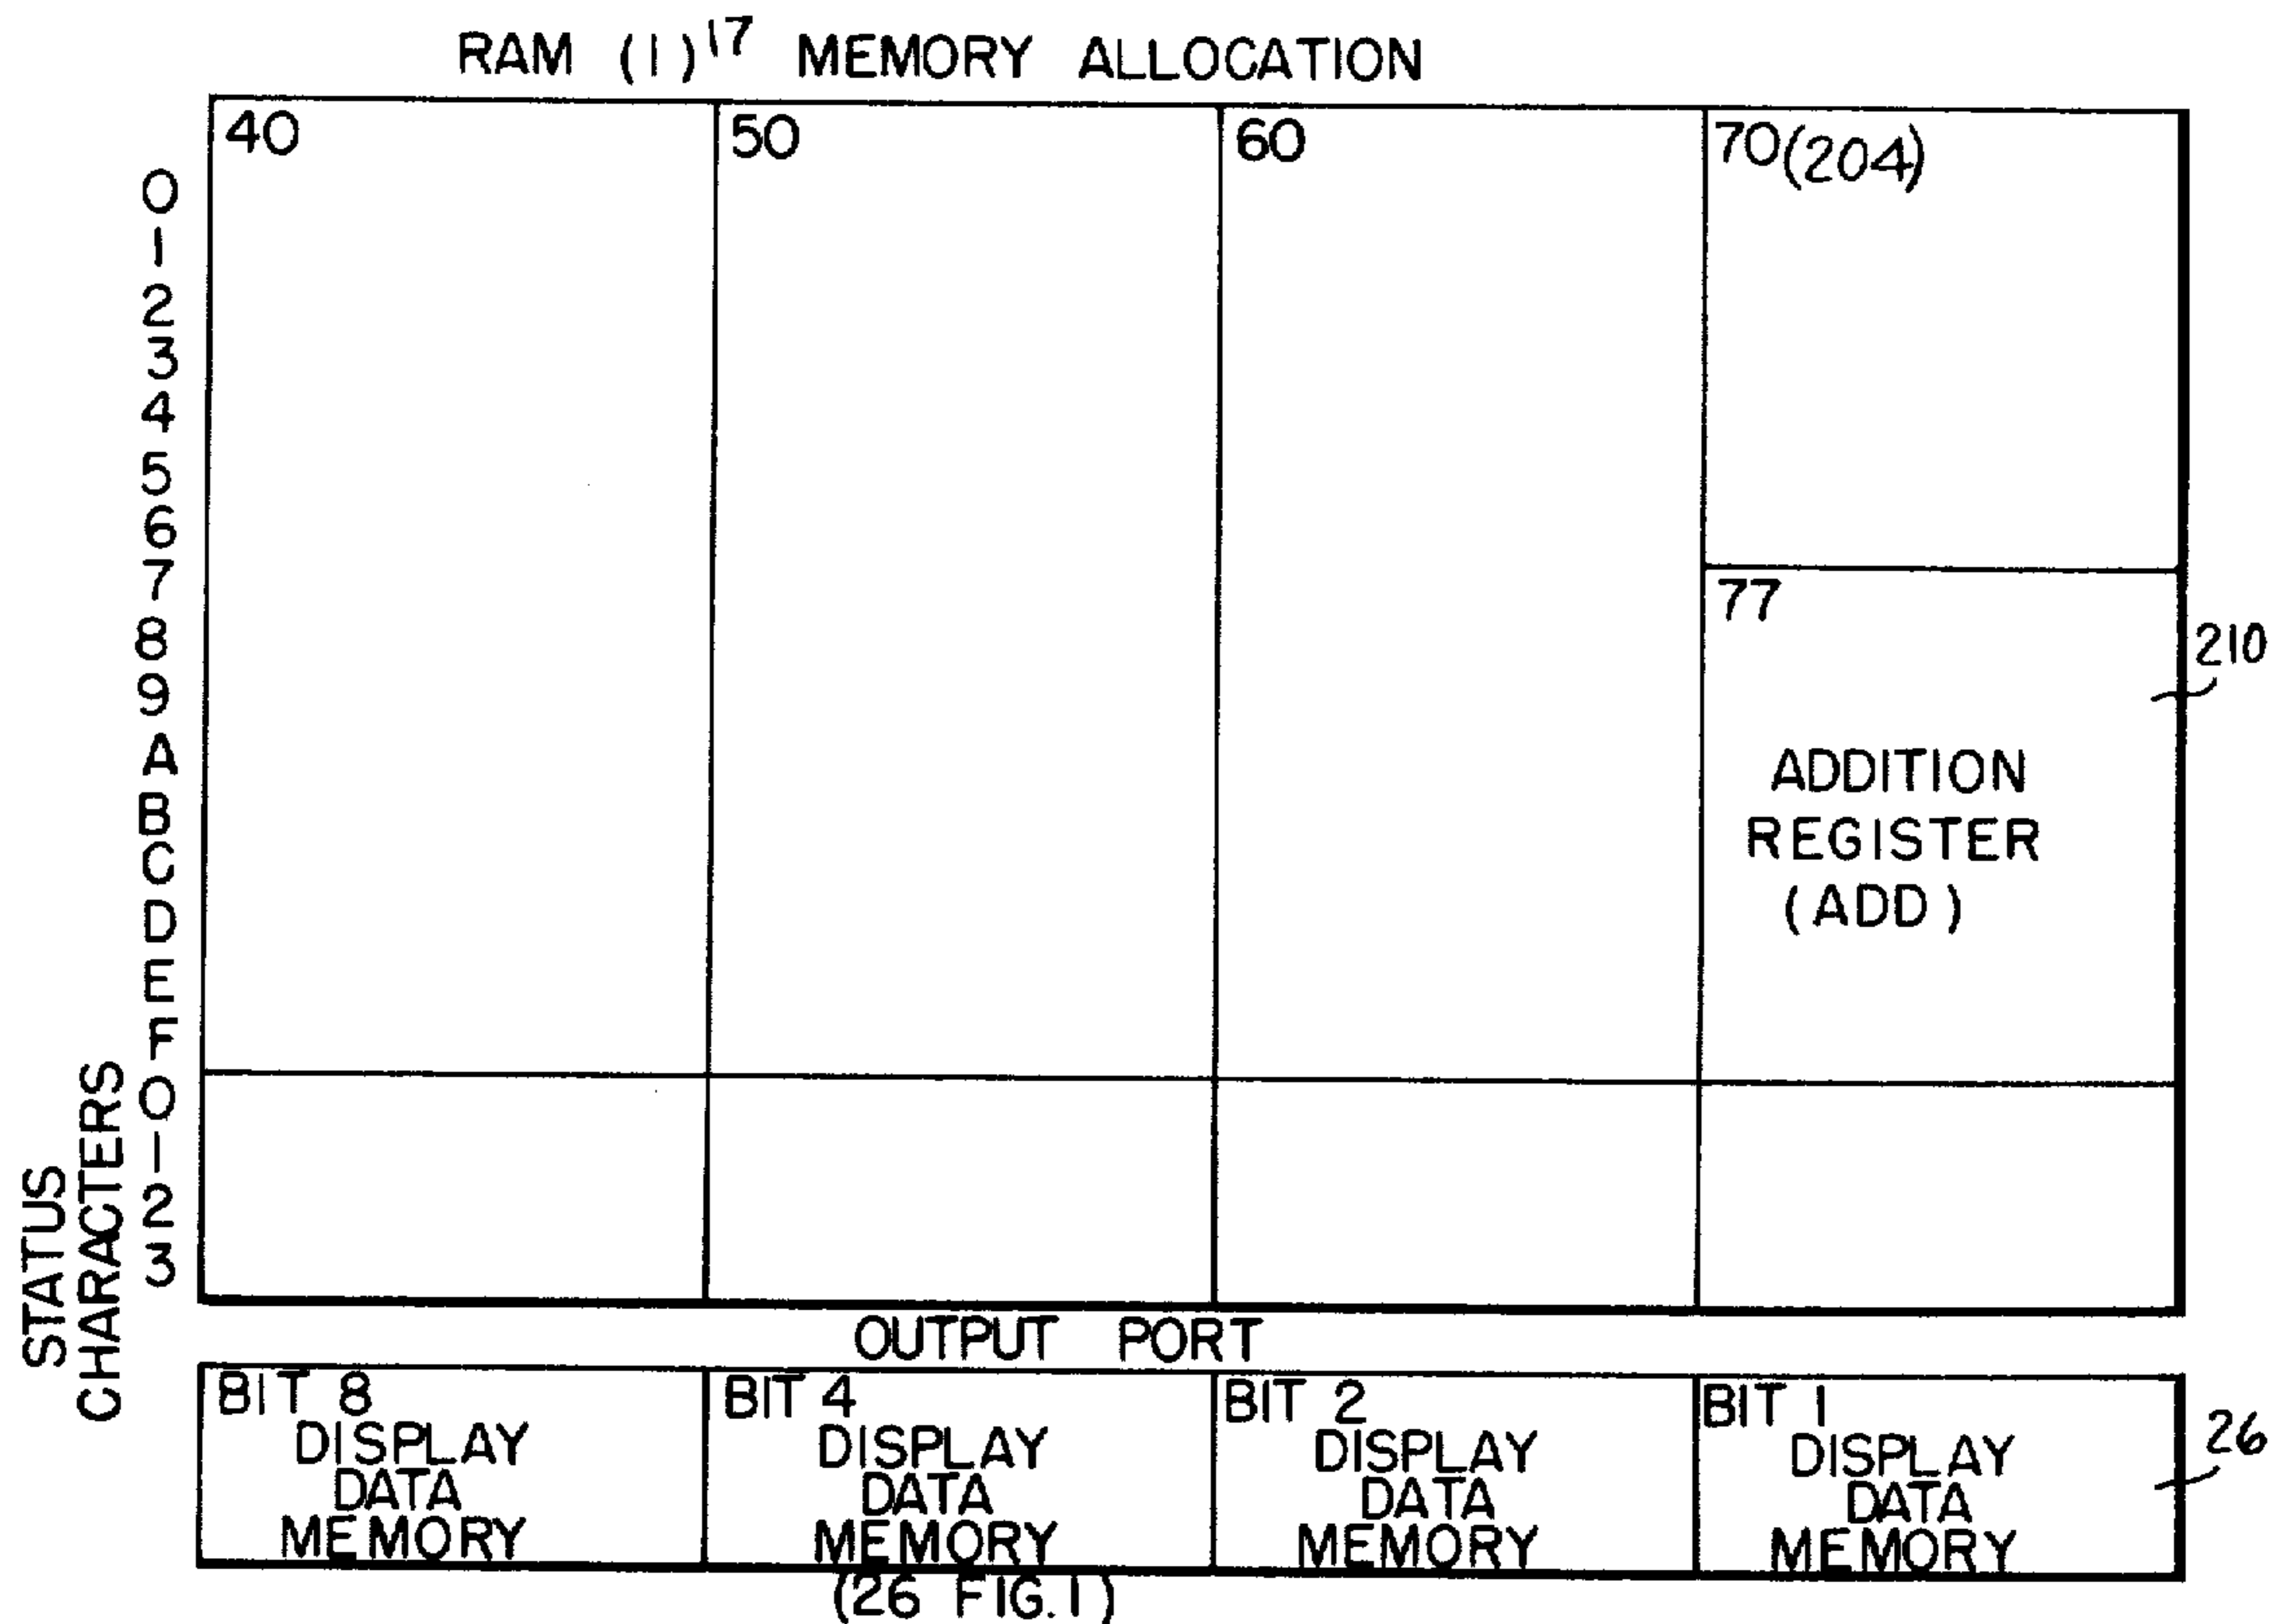 RAM (1) 17 MEMORY ALLOCATION
40 50 60 70 (204)
0
1
2
3
4
5
6
7
77
8
210
9
A
ADDITION
B
REGISTER
C
(ADD)
D
E
F
STATUS
CHARACTERS
0
1
2
3
OUTPUT PORT
BIT 8
DISPLAY
DATA
MEMORY
BIT 4
DISPLAY
DATA
MEMORY
BIT 2
DISPLAY
DATA
MEMORY
BIT 1
DISPLAY
DATA
MEMORY
26
(26 FIG. 1)